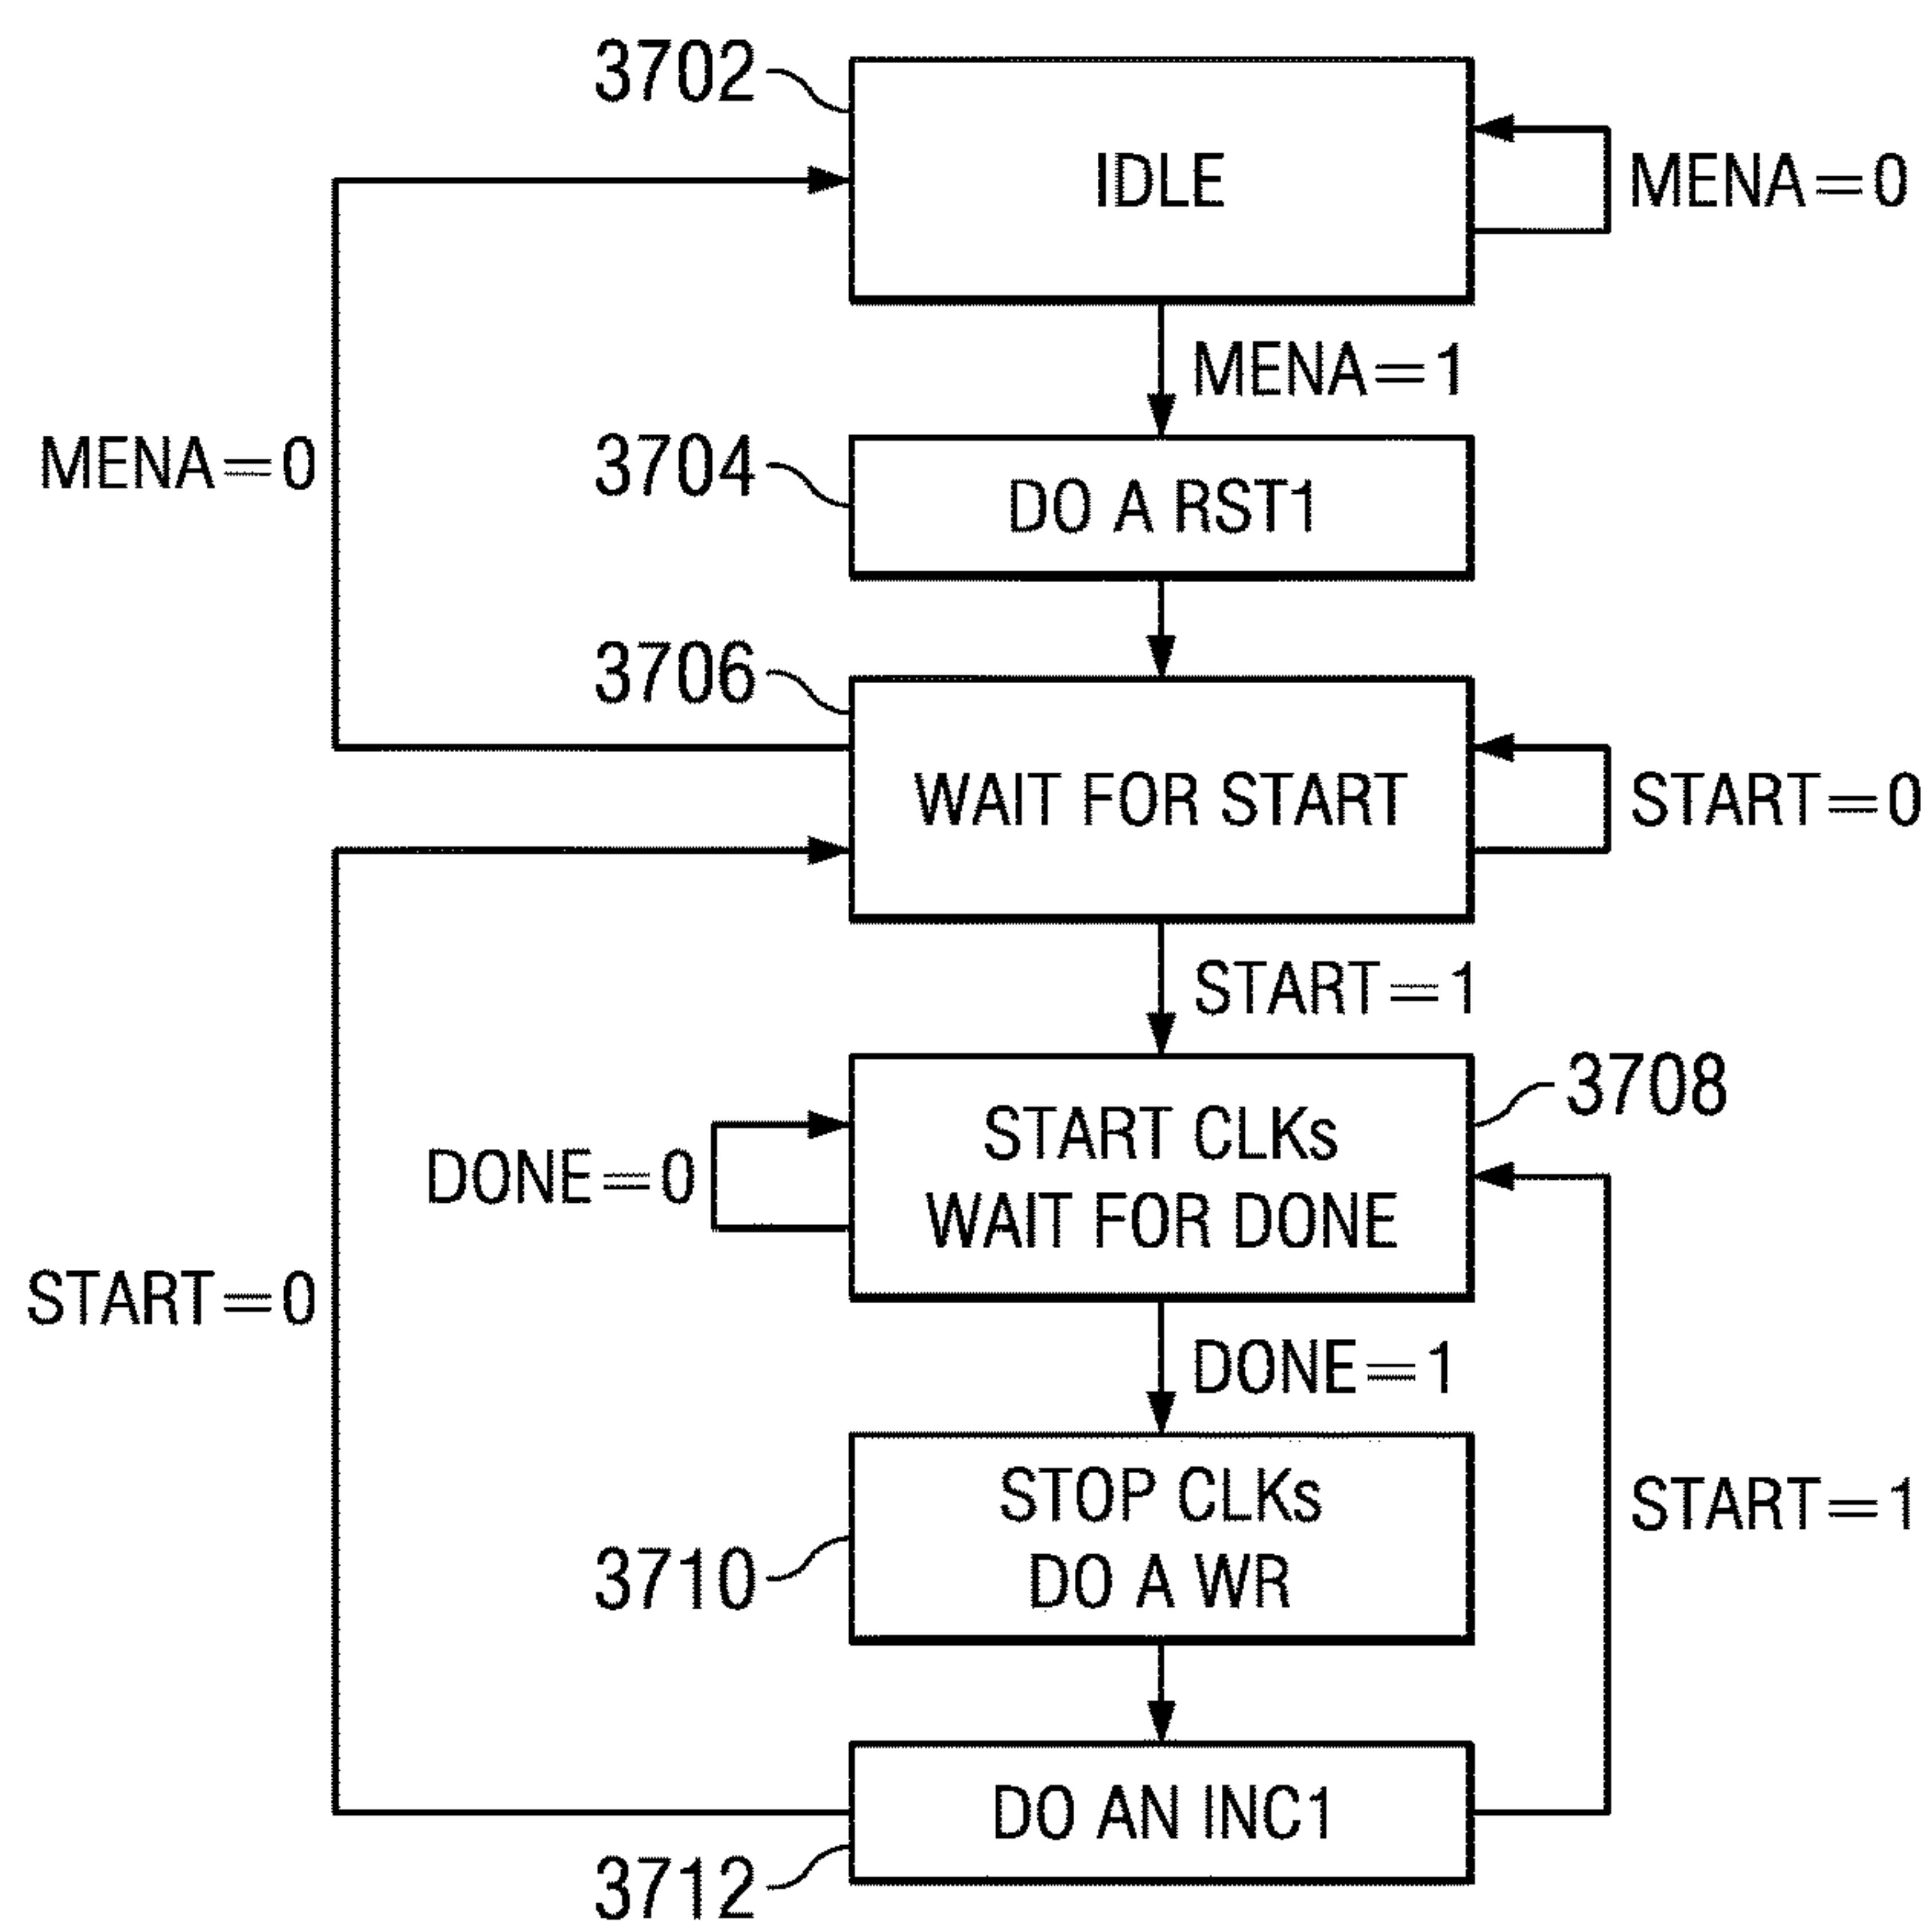 3702
IDLE
MENA=0
MENA=1
MENA=0
3704
DO A RST1
3706
WAIT FOR START
START=0
START=1
3708
START CLKs
WAIT FOR DONE
DONE=0
START=0
DONE=1
STOP CLKs
DO A WR
START=1
3710
DO AN INC1
3712